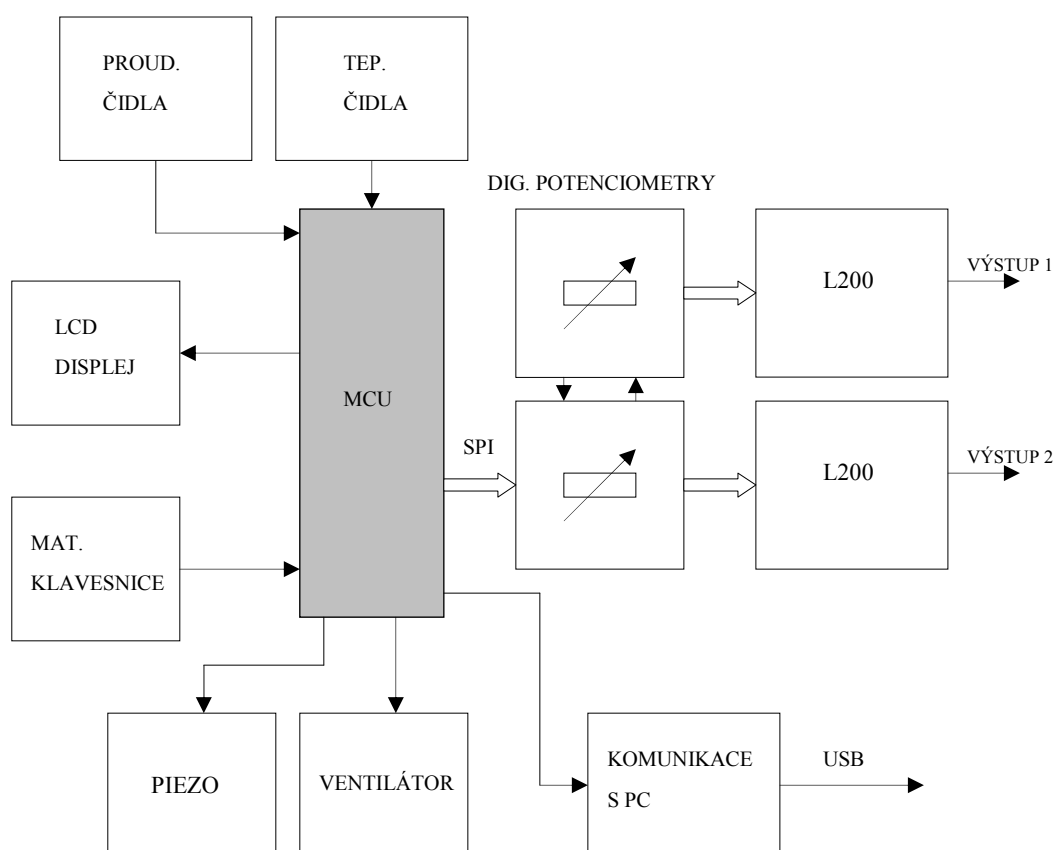 PROUD.
ČIDLA
TEP.
ČIDLA
DIG. POTENCIOMETRY
L200
VÝSTUP 1
LCD
DISPLEJ
MCU
SPI
L200
VÝSTUP 2
MAT.
KLAVESNICE
PIEZO
VENTILÁTOR
KOMUNIKACE
S PC
USB